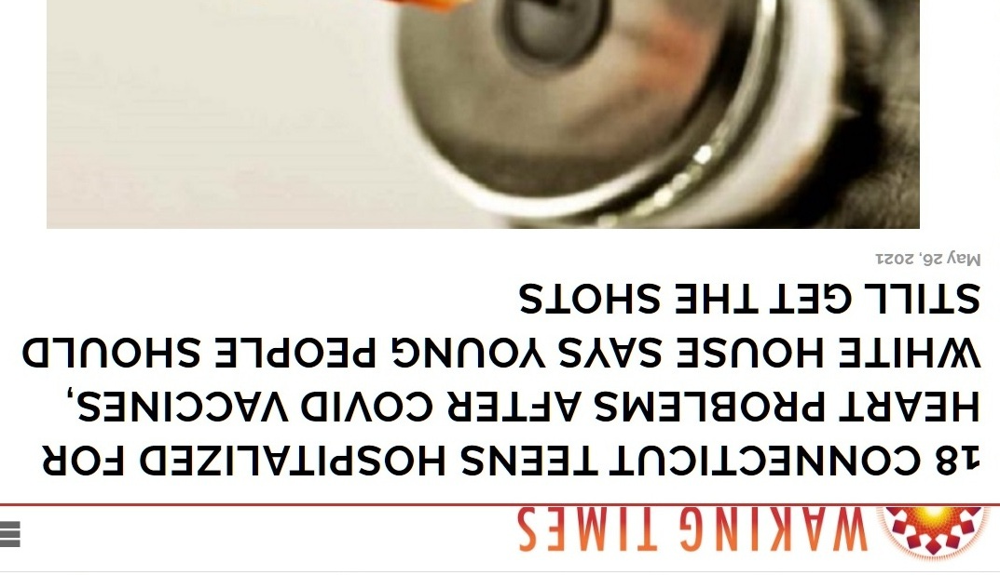 WAKING TIMES
18 CONNECTICUT TEENS HOSPITALIZED FOR
HEART PROBLEMS AFTER COVID VACCINES,
WHITE HOUSE SAYS YOUNG PEOPLE SHOULD
STILL GET THE SHOTS
May 26, 2021